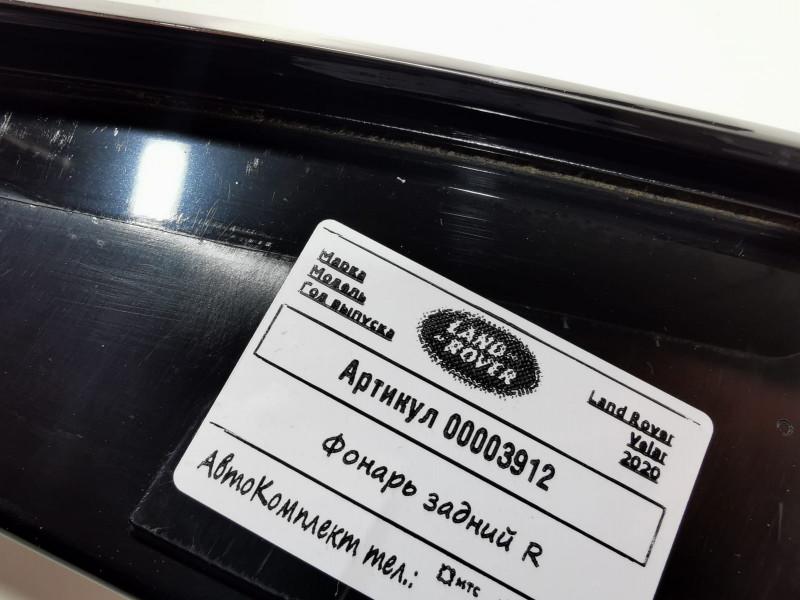 Марка
Модель
Год выпуска
LAND
ROVER
Land Rover
Velar
2020
Артикул 00003912
Фонарь задний R
АвтоКомплект тел.:
мтс